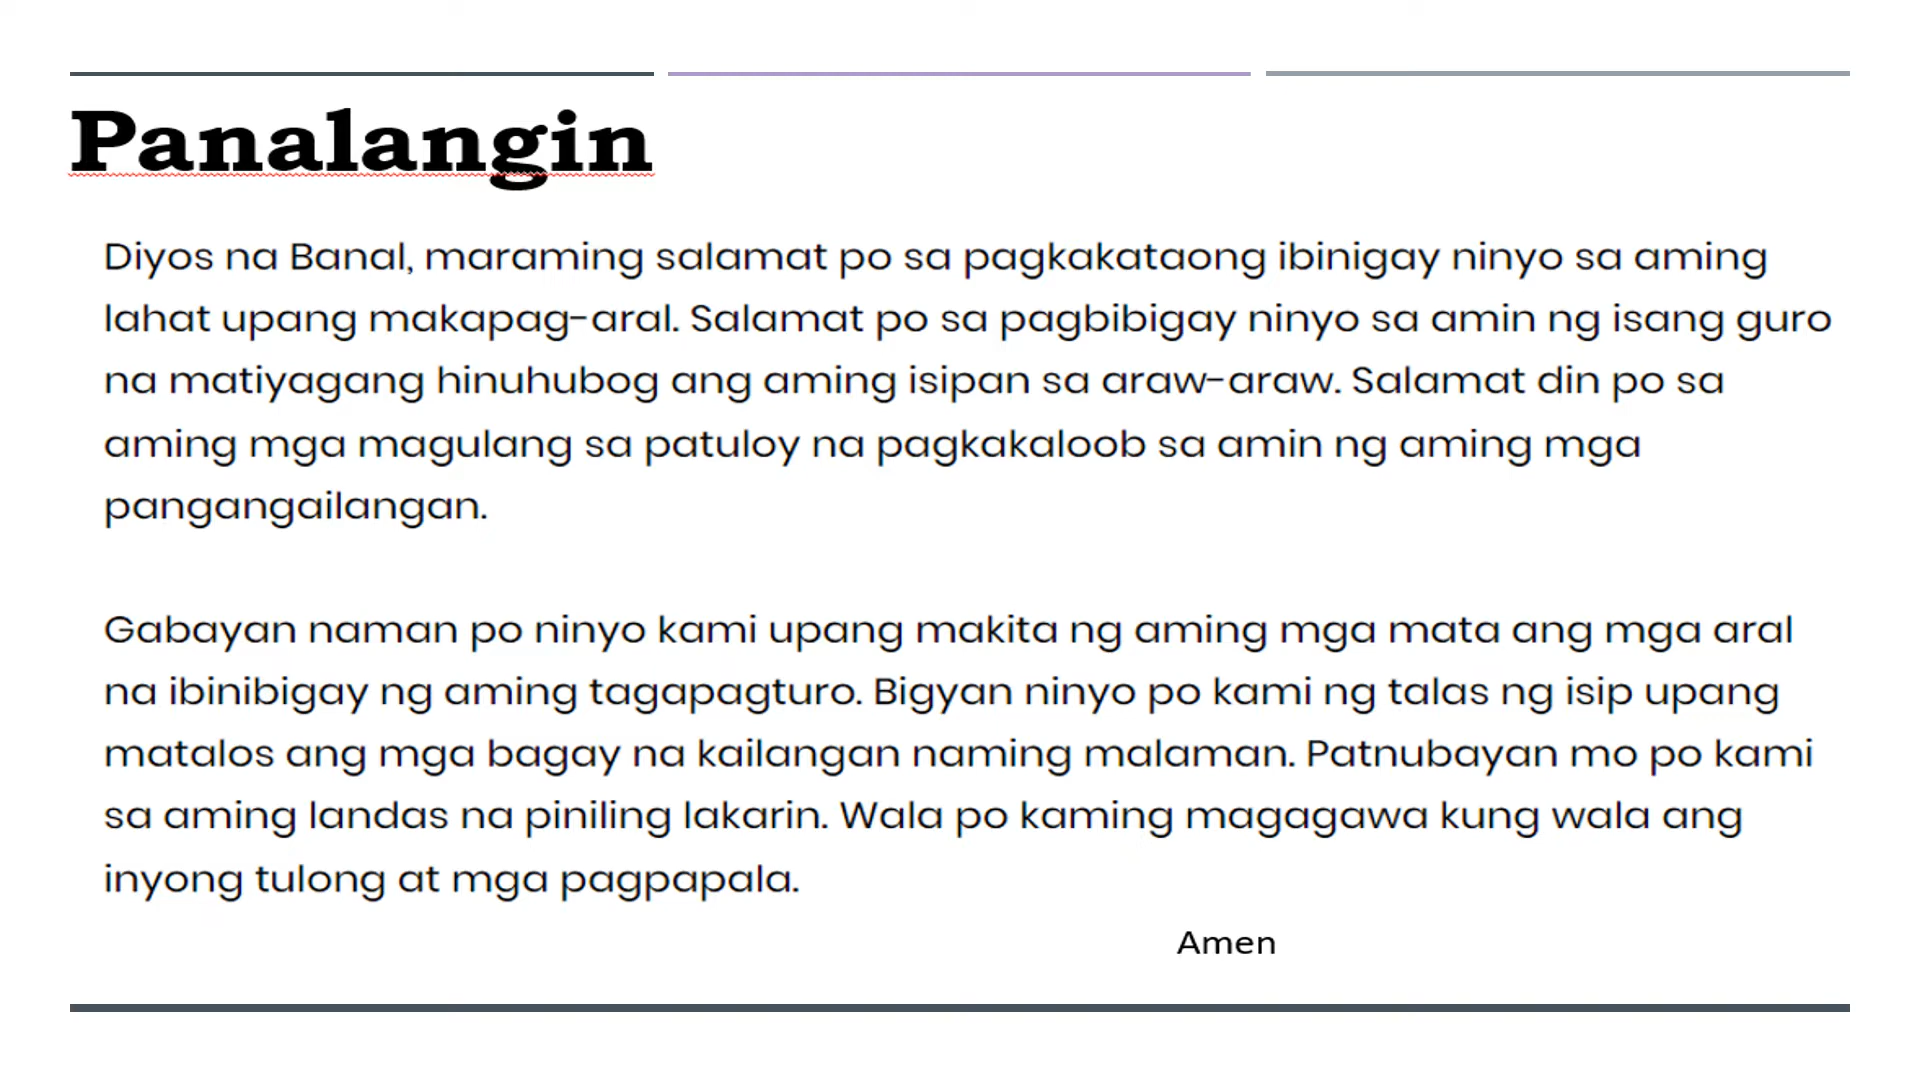 Panalangin
Diyos na Banal, maraming salamat po sa pagkakataong ibinigay ninyo sa aming
lahat upang makapag-aral. Salamat po sa pagbibigay ninyo sa amin ng isang guro
na matiyagang hinuhubog ang aming isipan sa araw-araw. Salamat din po sa
aming mga magulang sa patuloy na pagkakaloob sa amin ng aming mga
pangangailangan.
Gabayan naman po ninyo kami upang makita ng aming mga mata ang mga aral
na ibinibigay ng aming tagapagturo. Bigyan ninyo po kami ng talas ng isip upang
matalos ang mga bagay na kailangan naming malaman. Patnubayan mo po kami
sa aming landas na piniling lakarin. Wala po kaming magagawa kung wala ang
inyong tulong at mga pagpapala.
Amen